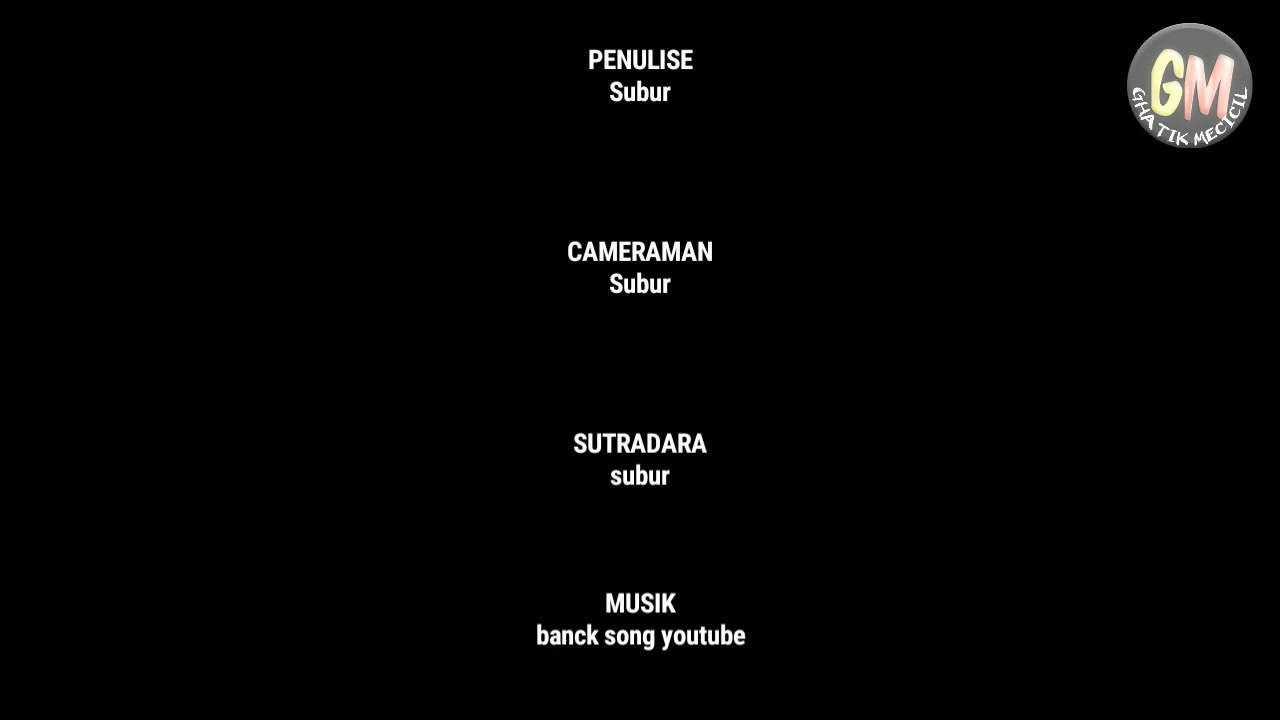 PENULISE
Subur
GM
GHATIK MECICIL
CAMERAMAN
Subur
SUTRADARA
subur
MUSIK
banck song youtube